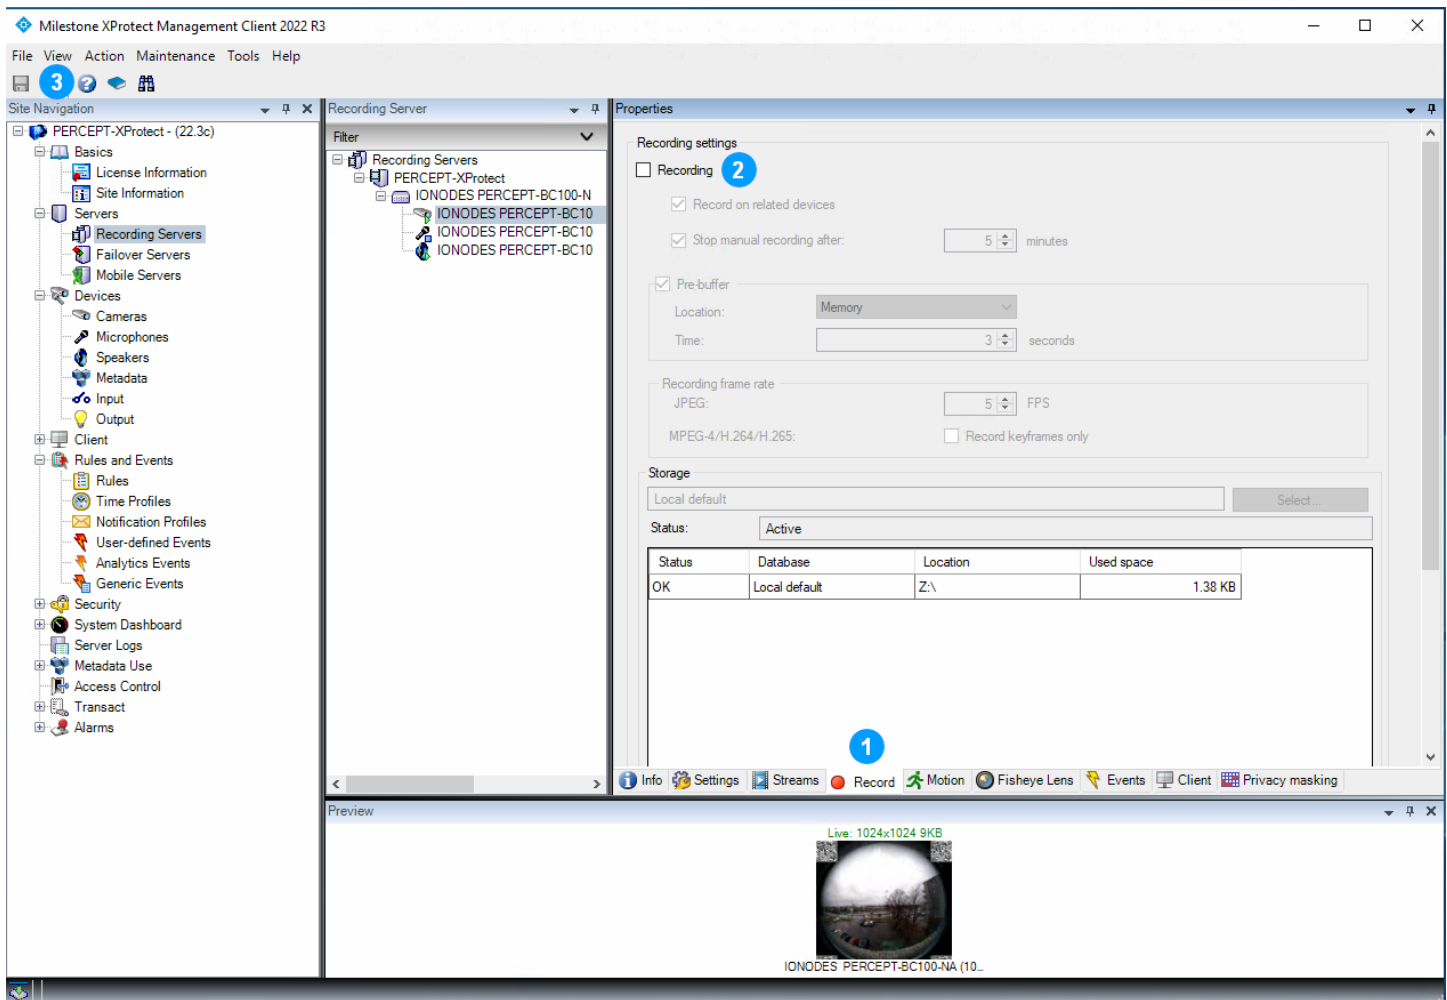 Milestone XProtect Management Client 2022 R3
File View Action Maintenance Tools Help
3
Site Navigation
PERCEPT-XProtect - (22.3c)
Basics
License Information
Site Information
Servers
Recording Servers
Failover Servers
Mobile Servers
Devices
Cameras
Microphones
Speakers
Metadata
Input
Output
Client
Rules and Events
Rules
Time Profiles
Notification Profiles
User-defined Events
Analytics Events
Generic Events
Security
System Dashboard
Server Logs
Metadata Use
Access Control
Transact
Alarms
Recording Server
Filter
Recording Servers
PERCEPT-XProtect
IONODES PERCEPT-BC100-N
IONODES PERCEPT-BC10
IONODES PERCEPT-BC10
IONODES PERCEPT-BC10
Properties
Recording settings
Recording 2
Record on related devices
Stop manual recording after: 5 minutes
Pre-buffer
Location: Memory
Time: 3 seconds
Recording frame rate
JPEG: 5 FPS
MPEG-4/H.264/H.265: Record keyframes only
Storage
Local default Select...
Status: Active
Status Database Location Used space
OK Local default Z:\ 1.38 KB
1
Info Settings Streams Record Motion Fisheye Lens Events Client Privacy masking
Preview
Live: 1024x1024 9KB
IONODES PERCEPT-BC100-NA (10...